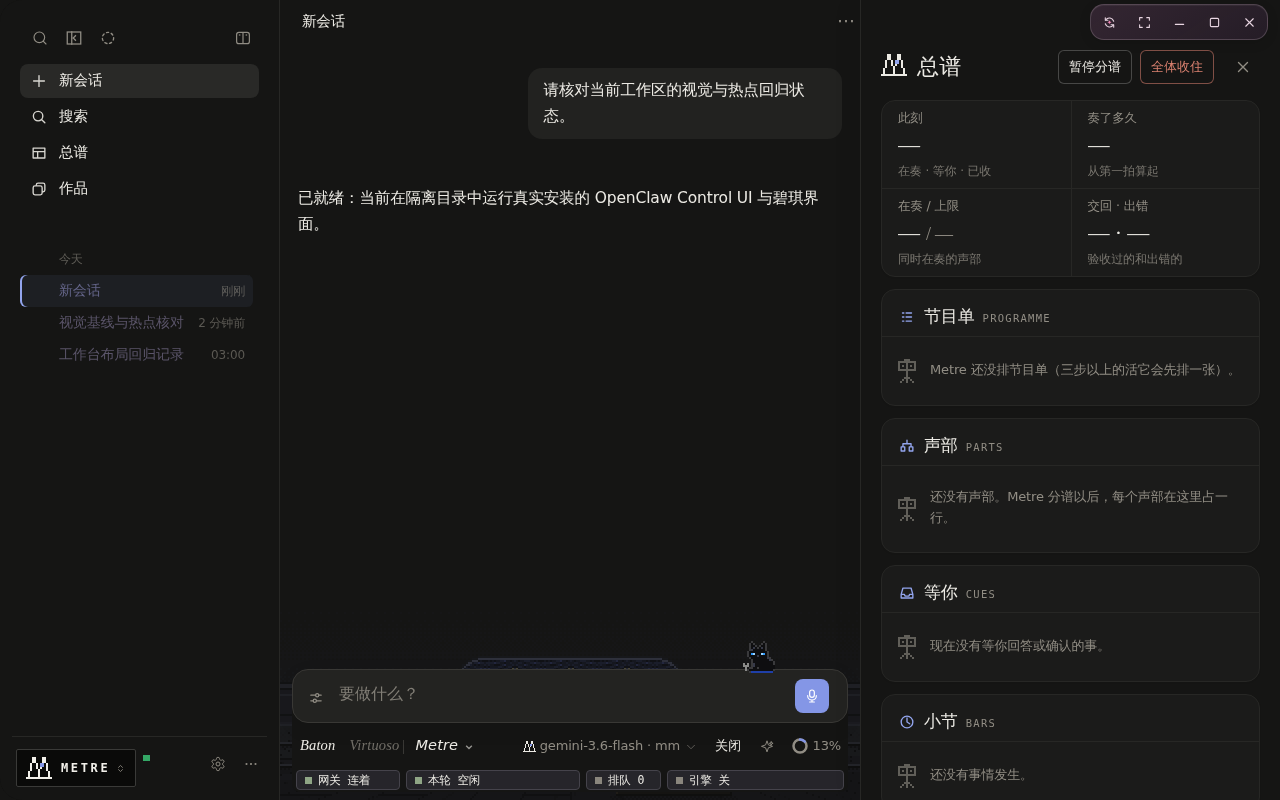 新会话
搜索
总谱
作品
今天
新会话 刚刚
视觉基线与热点核对 2 分钟前
工作台布局回归记录 03:00
METRE
新会话
请核对当前工作区的视觉与热点回归状
态。
已就绪：当前在隔离目录中运行真实安装的 OpenClaw Control UI 与碧琪界
面。
要做什么？
Baton Virtuoso Metre gemini-3.6-flash · mm 关闭 13%
网关 连着 本轮 空闲 排队 0 引擎 关
总谱 暂停分谱 全体收住
此刻
—
在奏 · 等你 · 已收
奏了多久
—
从第一拍算起
在奏 / 上限
— / —
同时在奏的声部
交回 · 出错
— · —
验收过的和出错的
节目单 PROGRAMME
Metre 还没排节目单（三步以上的活它会先排一张）。
声部 PARTS
还没有声部。Metre 分谱以后，每个声部在这里占一
行。
等你 CUES
现在没有等你回答或确认的事。
小节 BARS
还没有事情发生。